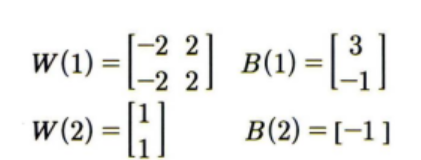 W(1) = [-2 2] B(1) = [3]
[-2 2] [-1]
W(2) = [1]
[1] B(2) = [-1]